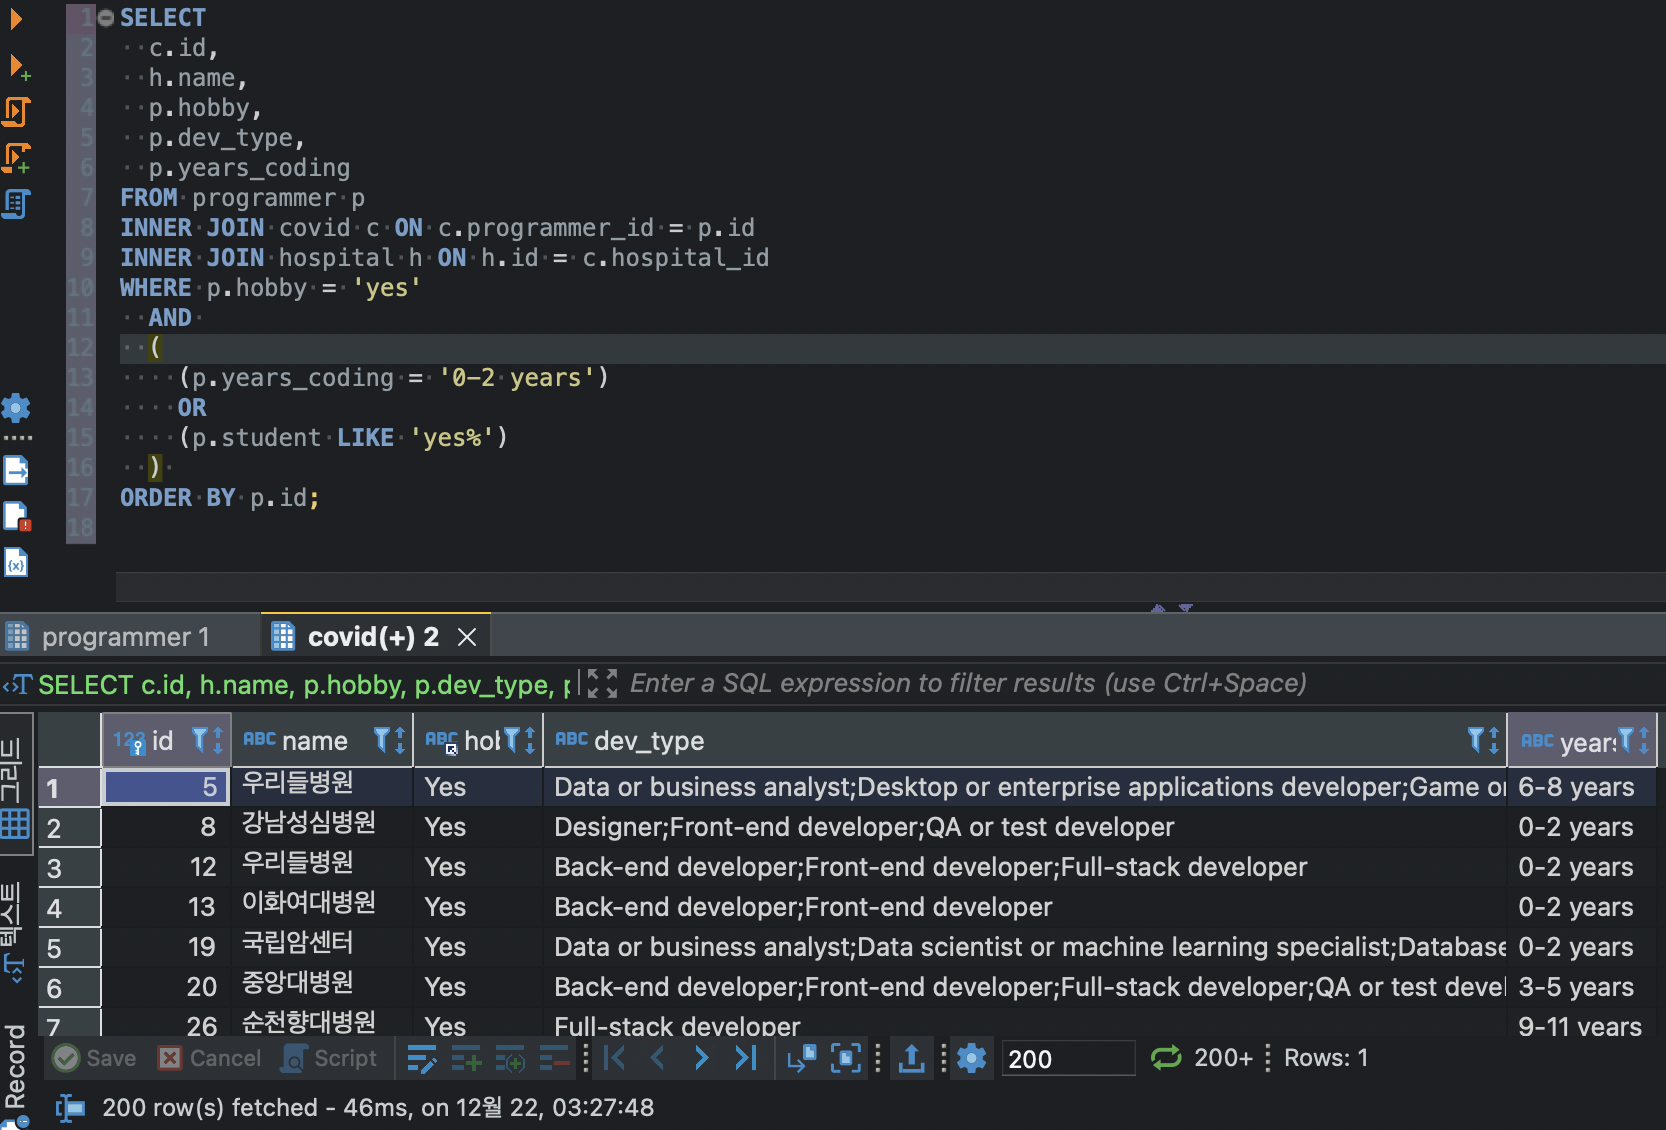 1 SELECT
2 c.id,
3 h.name,
4 p.hobby,
5 p.dev_type,
6 p.years_coding
7 FROM programmer p
8 INNER JOIN covid c ON c.programmer_id = p.id
9 INNER JOIN hospital h ON h.id = c.hospital_id
10 WHERE p.hobby = 'yes'
11 AND
12 (
13 (p.years_coding = '0-2 years')
14 OR
15 (p.student LIKE 'yes%')
16 )
17 ORDER BY p.id;
18
programmer 1 covid(+) 2
SELECT c.id, h.name, p.hobby, p.dev_type, p Enter a SQL expression to filter results (use Ctrl+Space)
그리드
텍스트
Record
123 id ABC name ABC hob ABC dev_type ABC years
1 5 우리들병원 Yes Data or business analyst;Desktop or enterprise applications developer;Game or 6-8 years
2 8 강남성심병원 Yes Designer;Front-end developer;QA or test developer 0-2 years
3 12 우리들병원 Yes Back-end developer;Front-end developer;Full-stack developer 0-2 years
4 13 이화여대병원 Yes Back-end developer;Front-end developer 0-2 years
5 19 국립암센터 Yes Data or business analyst;Data scientist or machine learning specialist;Database 0-2 years
6 20 중앙대병원 Yes Back-end developer;Front-end developer;Full-stack developer;QA or test devel 3-5 years
7 26 순천향대병원 Yes Full-stack developer 9-11 years
Save Cancel Script 200 200+ Rows: 1
200 row(s) fetched - 46ms, on 12월 22, 03:27:48